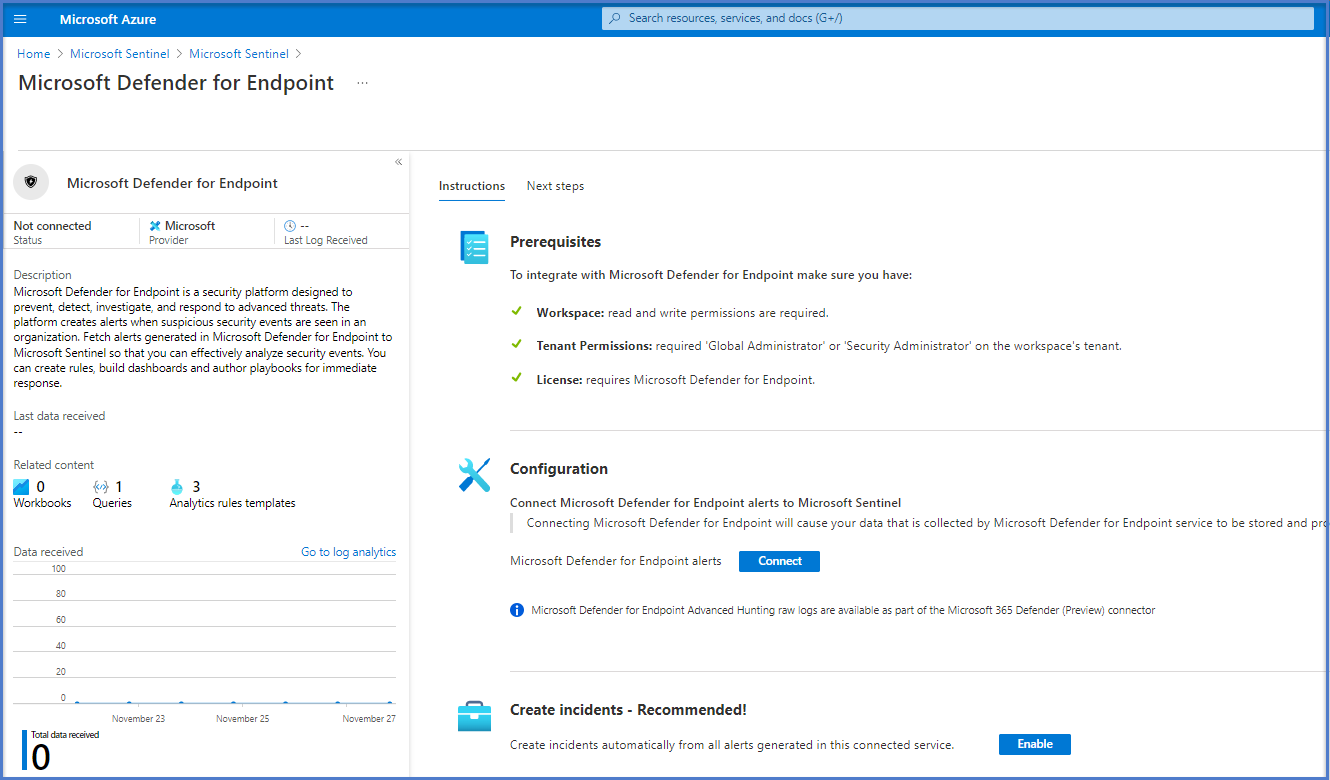 Microsoft Azure
Search resources, services, and docs (G+/)
Home > Microsoft Sentinel > Microsoft Sentinel >
Microsoft Defender for Endpoint ...
«
Microsoft Defender for Endpoint
Not connected
Status
Microsoft
Provider
--
Last Log Received
Description
Microsoft Defender for Endpoint is a security platform designed to
prevent, detect, investigate, and respond to advanced threats. The
platform creates alerts when suspicious security events are seen in an
organization. Fetch alerts generated in Microsoft Defender for Endpoint to
Microsoft Sentinel so that you can effectively analyze security events. You
can create rules, build dashboards and author playbooks for immediate
response.
Last data received
--
Related content
0
Workbooks
1
Queries
3
Analytics rules templates
Data received
Go to log analytics
100
80
60
40
20
0
November 23
November 25
November 27
Total data received
0
Instructions
Next steps
Prerequisites
To integrate with Microsoft Defender for Endpoint make sure you have:
Workspace: read and write permissions are required.
Tenant Permissions: required 'Global Administrator' or 'Security Administrator' on the workspace's tenant.
License: requires Microsoft Defender for Endpoint.
Configuration
Connect Microsoft Defender for Endpoint alerts to Microsoft Sentinel
Connecting Microsoft Defender for Endpoint will cause your data that is collected by Microsoft Defender for Endpoint service to be stored and pro
Microsoft Defender for Endpoint alerts
Connect
Microsoft Defender for Endpoint Advanced Hunting raw logs are available as part of the Microsoft 365 Defender (Preview) connector
Create incidents - Recommended!
Create incidents automatically from all alerts generated in this connected service.
Enable